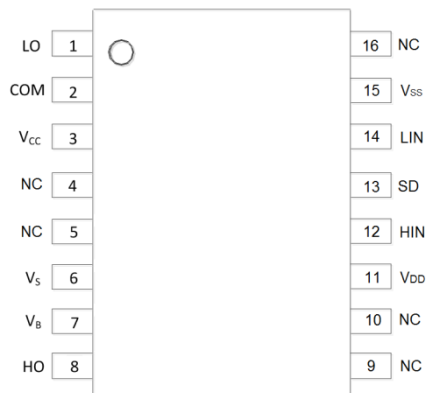 LO 1 16 NC
COM 2 15 Vss
Vcc 3 14 LIN
NC 4 13 SD
NC 5 12 HIN
Vs 6 11 VDD
VB 7 10 NC
HO 8 9 NC